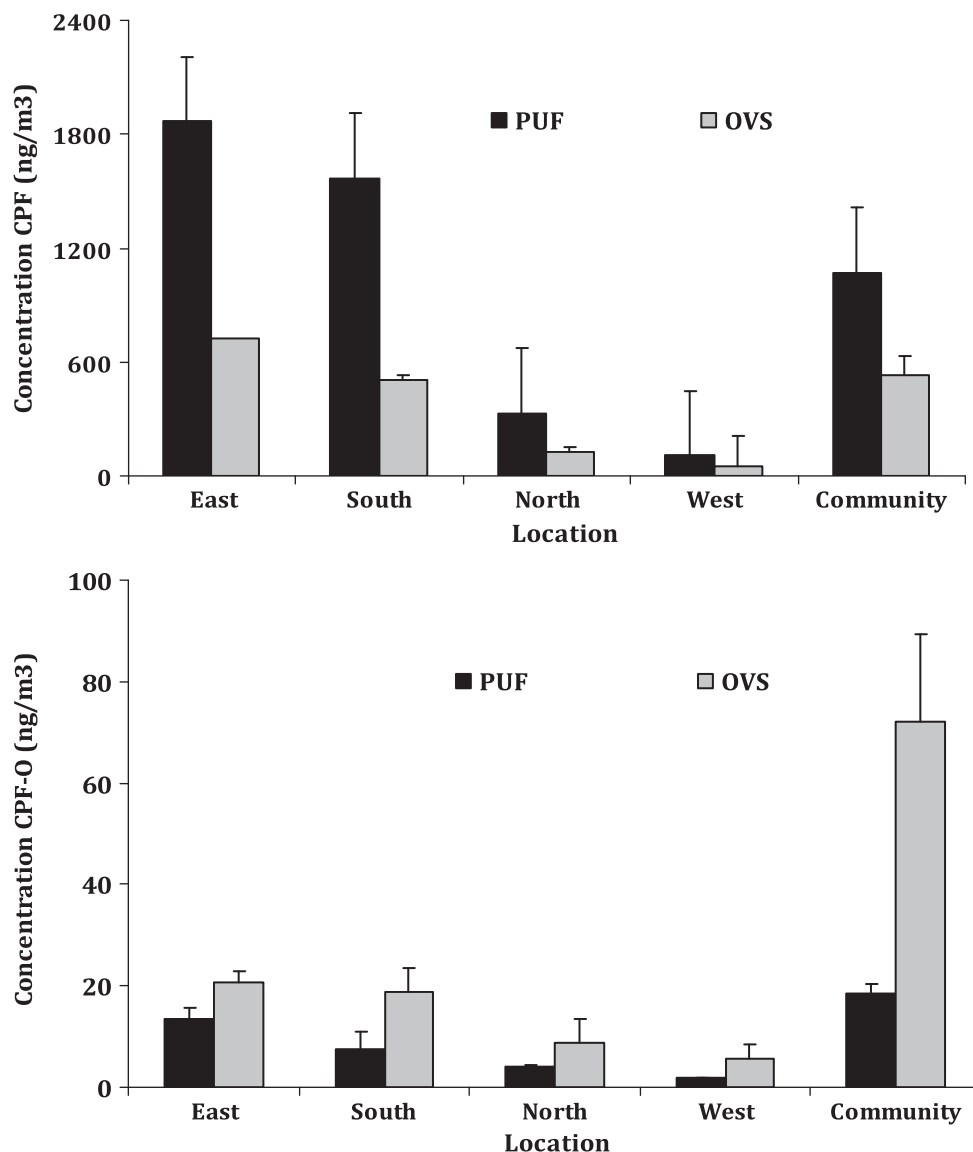 2400
1800
1200
600
0
Concentration CPF (ng/m3)
PUF OVS
East South North West Community
Location
100
80
60
40
20
0
Concentration CPF-O (ng/m3)
PUF OVS
East South North West Community
Location